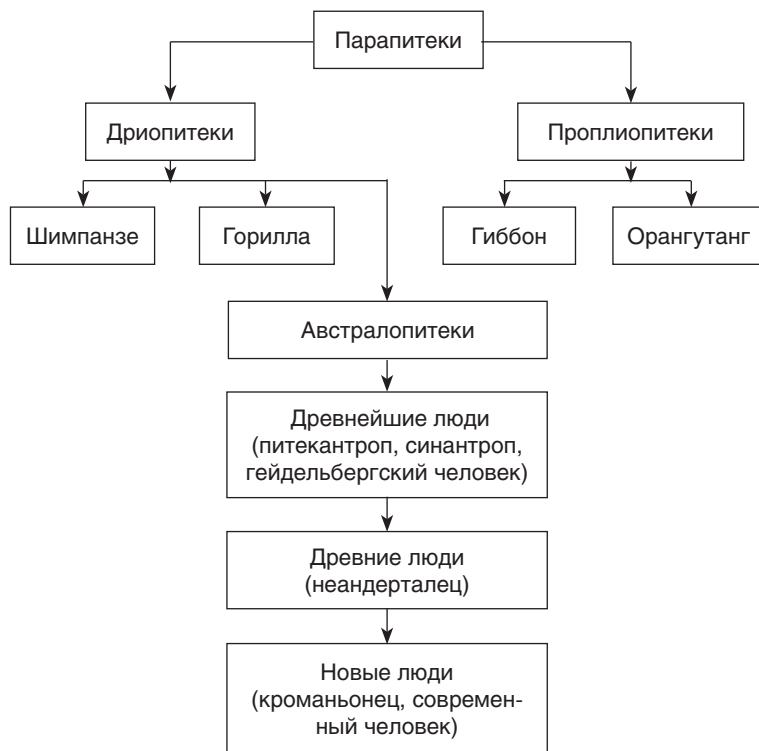 Парапитеки
Дриопитеки
Проплиопитеки
Шимпанзе
Горилла
Гиббон
Орангутанг
Австралопитеки
Древнейшие люди
(питекантроп, синантроп,
гейдельбергский человек)
Древние люди
(неандерталец)
Новые люди
(кроманьонец, современ-
ный человек)